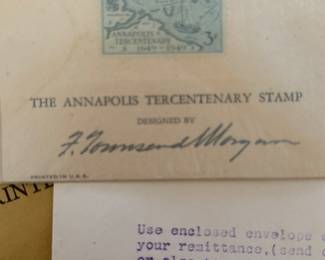 ANNAPOLIS
TERCENTENARY
1649-1949
3¢
THE ANNAPOLIS TERCENTENARY STAMP
DESIGNED BY
F. Townsend Morgan
PRINTED IN U.S.A.
Use enclosed envelope
your remittance.(send